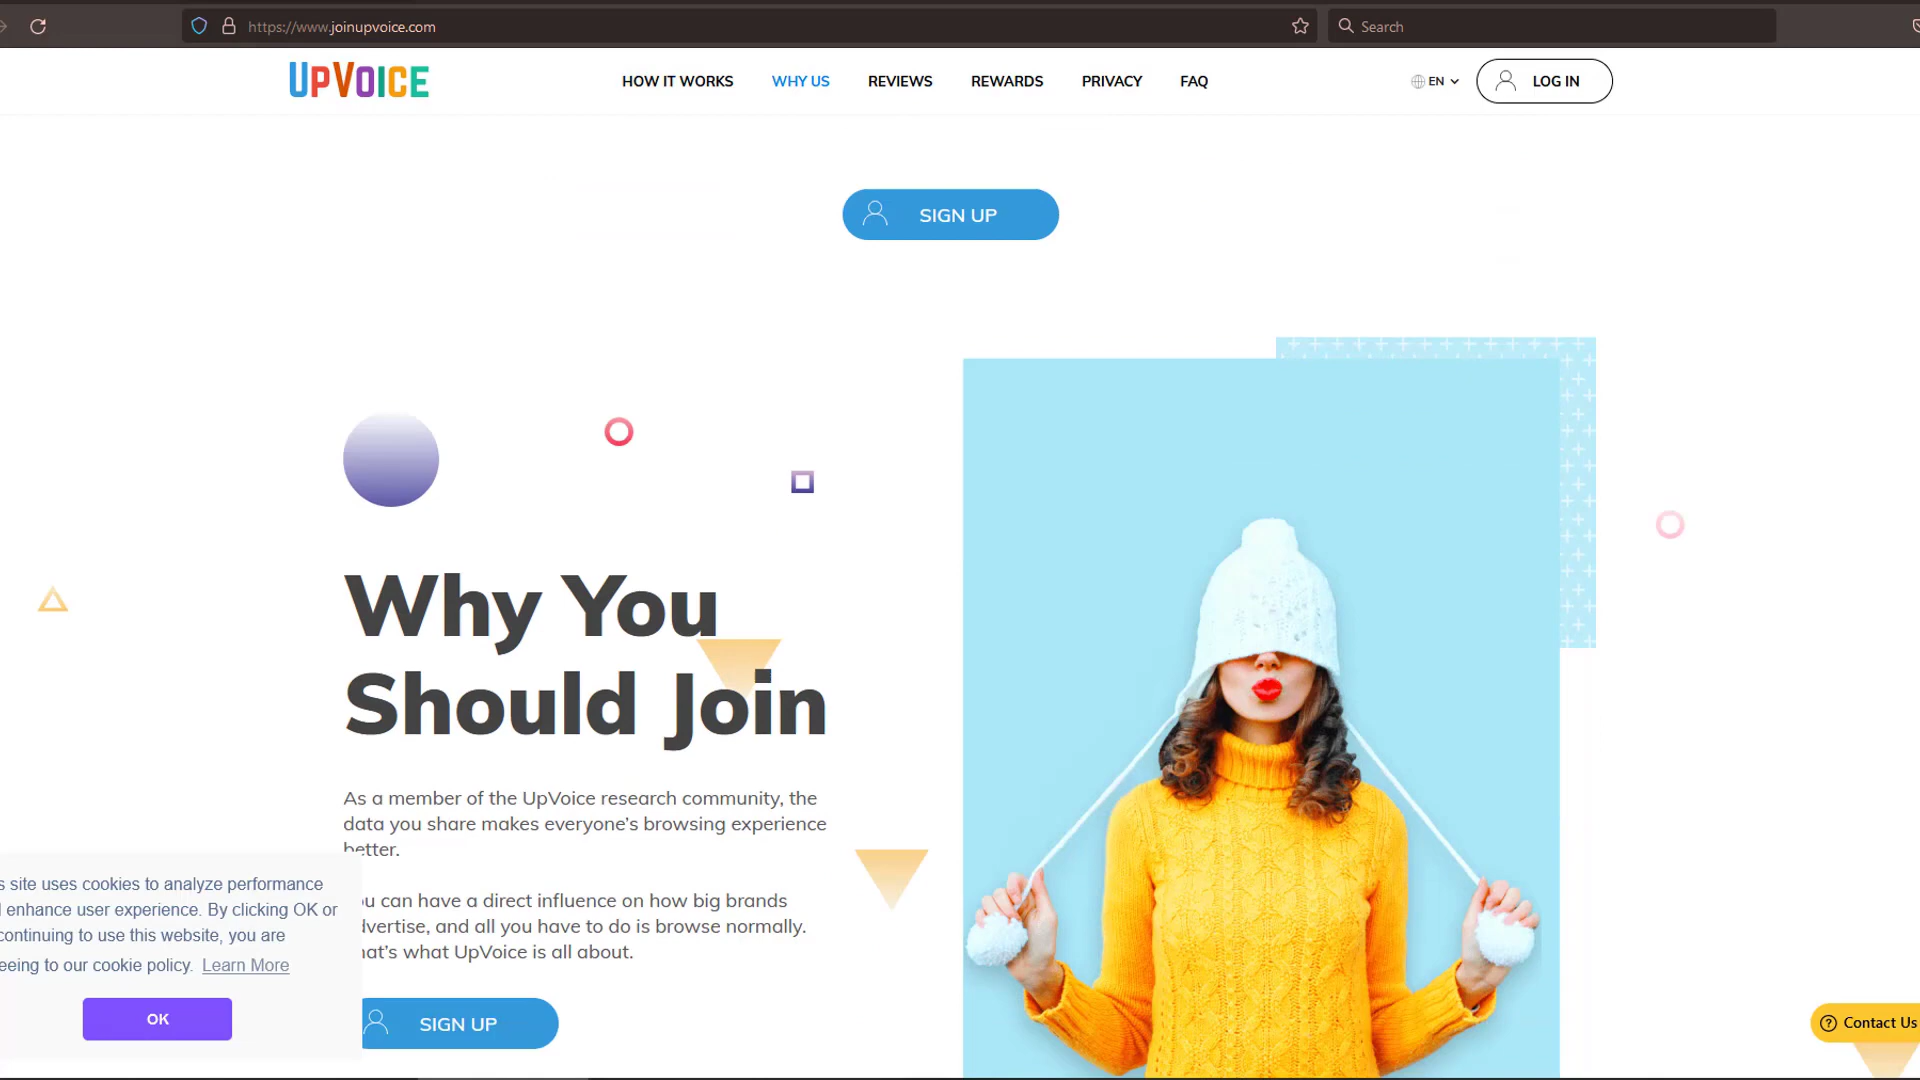 https://www.joinupvoice.com
Search
UPVOICE
HOW IT WORKS
WHY US
REVIEWS
REWARDS
PRIVACY
FAQ
EN
LOG IN
SIGN UP
Why You
Should Join
As a member of the UpVoice research community, the
data you share makes everyone’s browsing experience
better.
can have a direct influence on how big brands
and all you have to do is browse normally.
what UpVoice is all about.
SIGN UP
site uses cookies to analyze performance
enhance user experience. By clicking OK or
continuing to use this website, you are
to our cookie policy. Learn More
OK
Contact Us